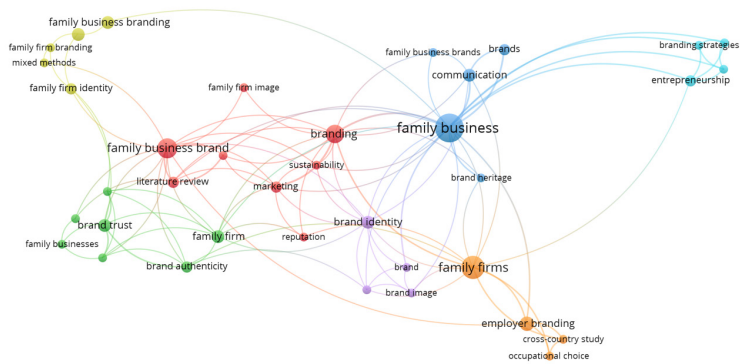 family business branding
family firm branding
mixed methods
family firm identity
family firm image
family business brands
brands
communication
branding strategies
entrepreneurship
family business
branding
family business brand
sustainability
literature review
marketing
brand heritage
brand identity
brand trust
family firm
reputation
family businesses
brand authenticity
family firms
brand
brand image
employer branding
cross-country study
occupational choice